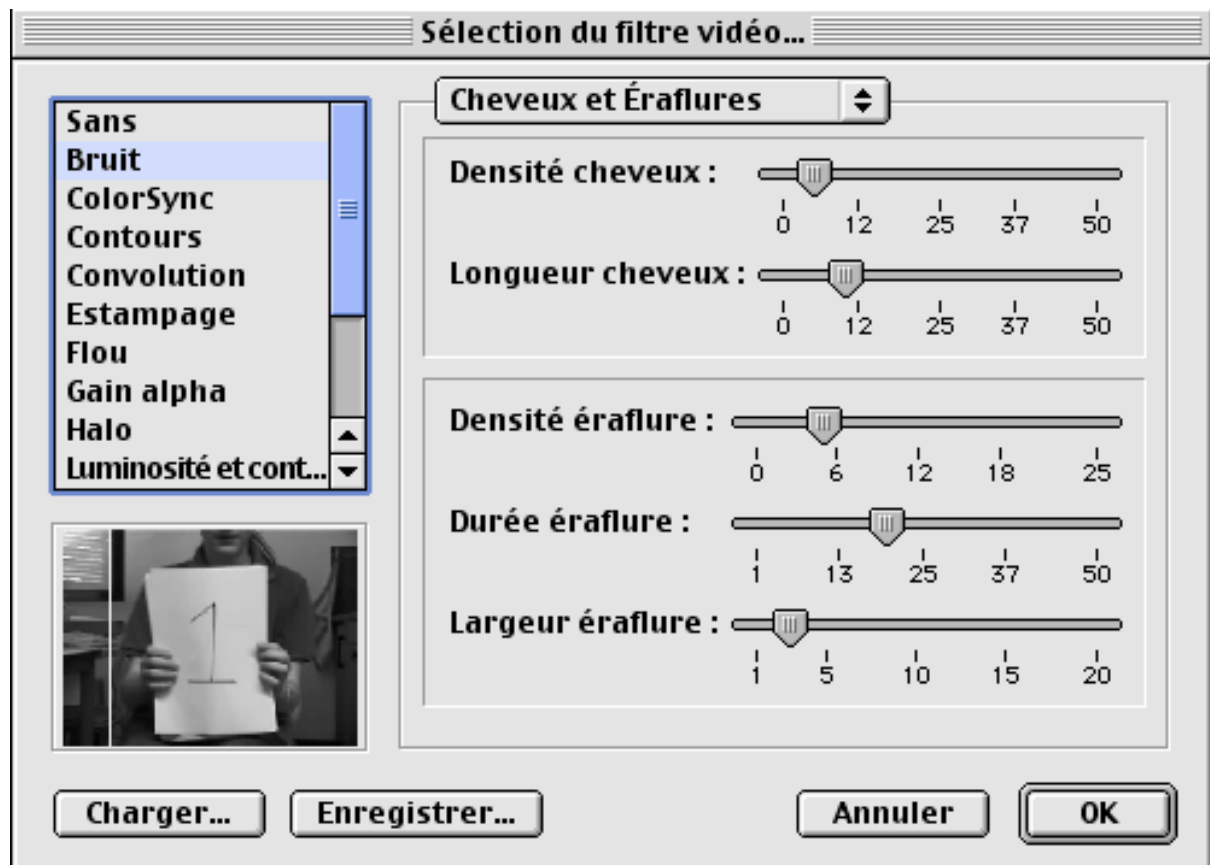 Sélection du filtre vidéo...
Sans
Bruit
ColorSync
Contours
Convolution
Estampage
Flou
Gain alpha
Halo
Luminosité et cont...
1
Cheveux et Éraflures
Densité cheveux :
0 12 25 37 50
Longueur cheveux :
0 12 25 37 50
Densité éraflure :
0 6 12 18 25
Durée éraflure :
1 13 25 37 50
Largeur éraflure :
1 5 10 15 20
Charger... Enregistrer... Annuler OK